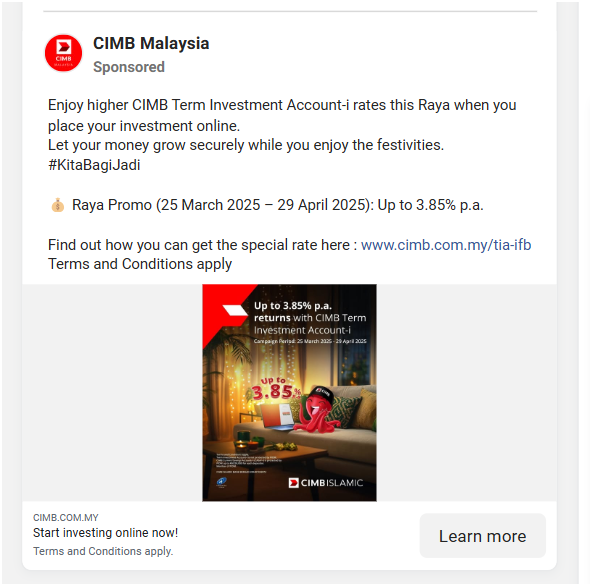 CIMB Malaysia
Sponsored
Enjoy higher CIMB Term Investment Account-i rates this Raya when you
place your investment online.
Let your money grow securely while you enjoy the festivities.
#KitaBagiJadi
💰 Raya Promo (25 March 2025 – 29 April 2025): Up to 3.85% p.a.
Find out how you can get the special rate here : www.cimb.com.my/tia-ifb
Terms and Conditions apply
Up to 3.85% p.a.
returns with CIMB Term
Investment Account-i
Campaign Period: 25 March 2025 - 29 April 2025
Up to
3.85%
CIMB ISLAMIC
CIMB.COM.MY
Start investing online now!
Terms and Conditions apply.
Learn more